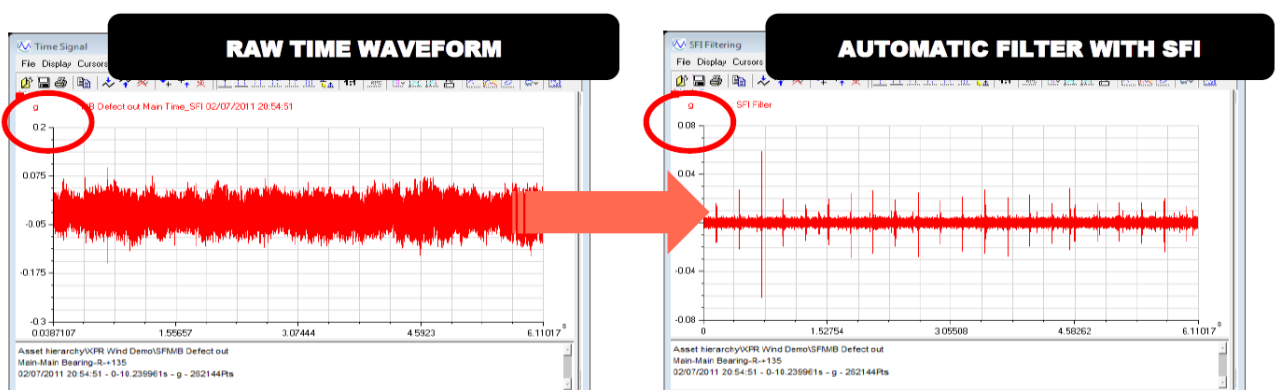 RAW TIME WAVEFORM
Time Signal
File Display Cursors
g
B Defect out Main Time_SFI 02/07/2011 20:54:51
0.2
0.075
-0.05
-0.175
-0.3
0.0387107 1.55657 3.07444 4.5923 6.11017
Asset hierarchy\XPR Wind Demo\SFI\MB Defect out
Main-Main Bearing-R-+135
02/07/2011 20:54:51 - 0-10.239961s - g - 262144Pts
AUTOMATIC FILTER WITH SFI
SFI Filtering
File Display Cursors
g SFI Filter
0.08
0.04
0
-0.04
-0.08
0 1.52754 3.05508 4.58262 6.11017
Asset hierarchy\XPR Wind Demo\SFI\MB Defect out
Main-Main Bearing-R-+135
02/07/2011 20:54:51 - 0-10.239961s - g - 262144Pts